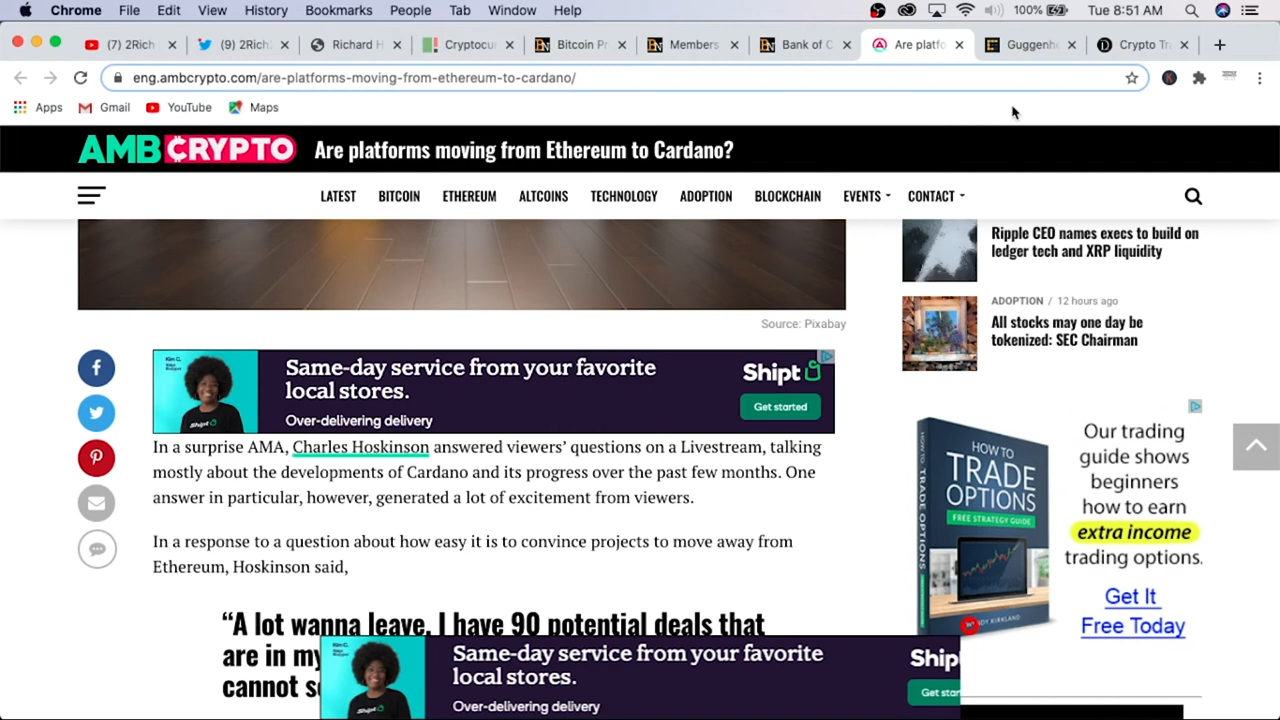 Chrome File Edit View History Bookmarks People Tab Window Help 100% Tue 8:51 AM
(7) 2Rich (9) 2Rich Richard H Cryptocur Bitcoin Pr Members Bank of C Are platfo Guggenhe Crypto Tr
eng.ambcrypto.com/are-platforms-moving-from-ethereum-to-cardano/
Apps Gmail YouTube Maps
AMBCRYPTO Are platforms moving from Ethereum to Cardano?
LATEST BITCOIN ETHEREUM ALTCOINS TECHNOLOGY ADOPTION BLOCKCHAIN EVENTS CONTACT
Ripple CEO names execs to build on
ledger tech and XRP liquidity
Source: Pixabay
ADOPTION / 12 hours ago
All stocks may one day be
tokenized: SEC Chairman
Same-day service from your favorite
local stores.
Over-delivering delivery
Kim C.
Shipt
Get started
In a surprise AMA, Charles Hoskinson answered viewers' questions on a Livestream, talking
mostly about the developments of Cardano and its progress over the past few months. One
answer in particular, however, generated a lot of excitement from viewers.
In a response to a question about how easy it is to convince projects to move away from
Ethereum, Hoskinson said,
“A lot wanna leave. I have 90 potential deals that
are in my
cannot s
HOW TO
TRADE
OPTIONS
FREE STRATEGY GUIDE
KIRKLAND
Our trading
guide shows
beginners
how to earn
extra income
trading options.
Get It
Free Today
Same-day service from your favorite
local stores.
Over-delivering delivery
Kim C.
Ship
Get star